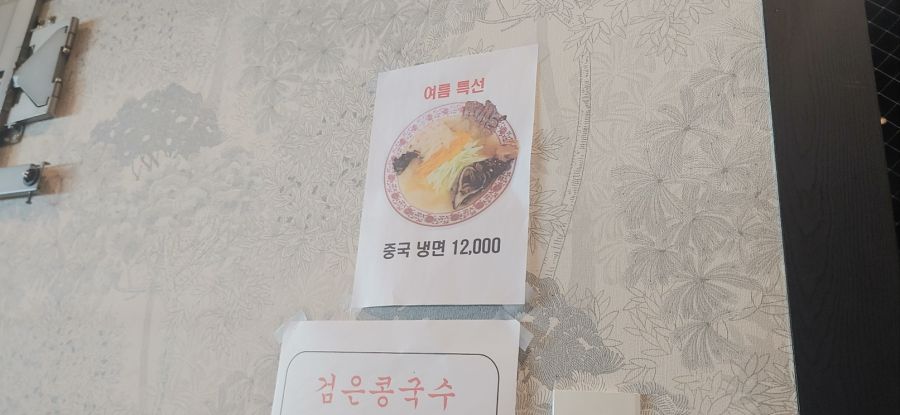 여름 특선
중국 냉면 12,000
검은콩국수